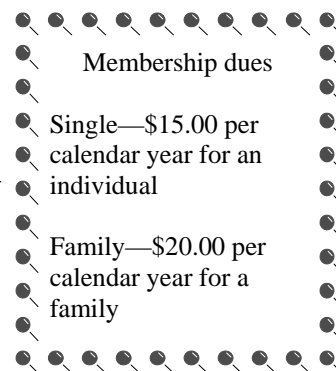 Membership dues
Single—$15.00 per
calendar year for an
individual
Family—$20.00 per
calendar year for a
family